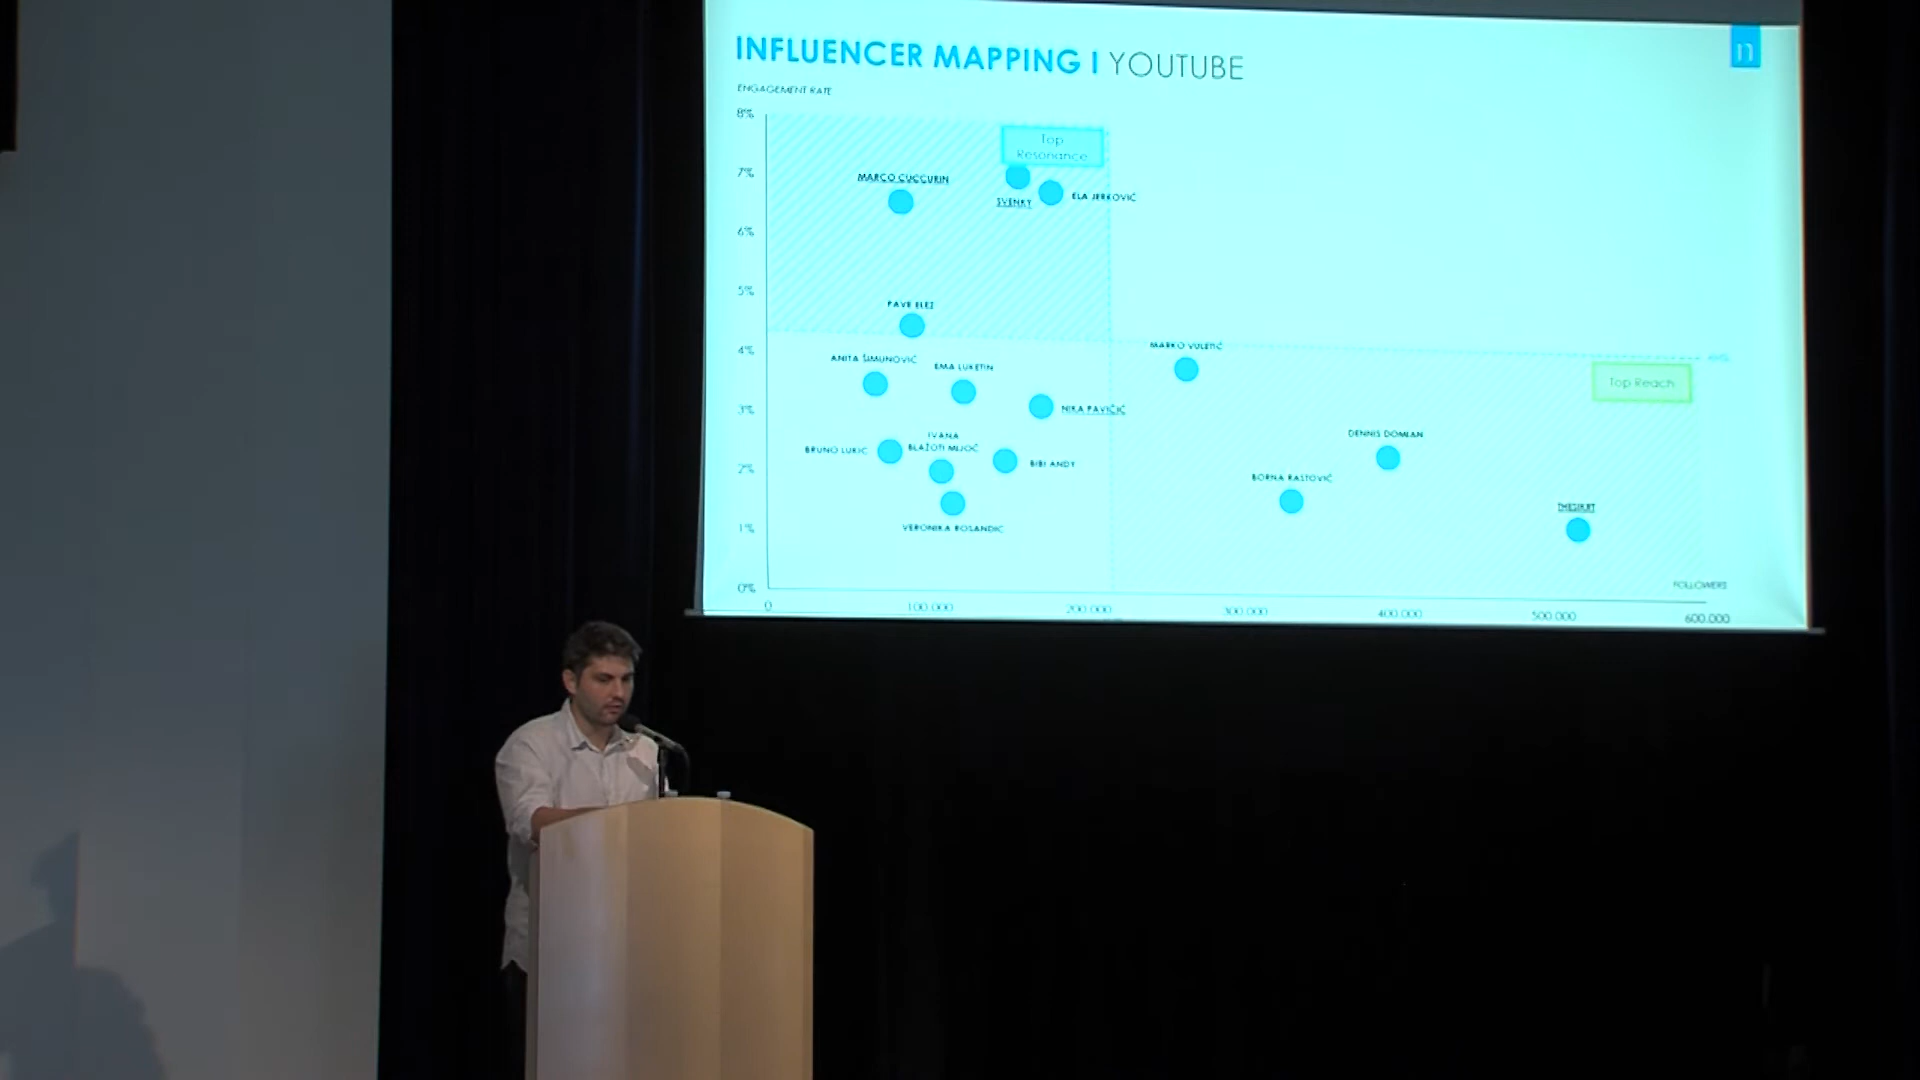 INFLUENCER MAPPING I YOUTUBE
n
ENGAGEMENT RATE
8%
Top
Resonance
7%
MARCO CUCCURIN
SVENKY
ELA JERKOVIĆ
6%
5%
PAVE ELEZ
4%
MARKO VULETIĆ
ANITA ŠIMUNOVIĆ
EMA LUKETIN
Top Reach
3%
NIKA PAVIČIĆ
IVANA
BLAŽOTI MIJOČ
BRUNO LUKIĆ
BIBI ANDY
DENNIS DOMIAN
2%
BORNA RASTOVIĆ
THESIKRT
1%
VERONIKA ROSANDIĆ
0%
FOLLOWERS
0
100.000
200.000
300.000
400.000
500.000
600.000